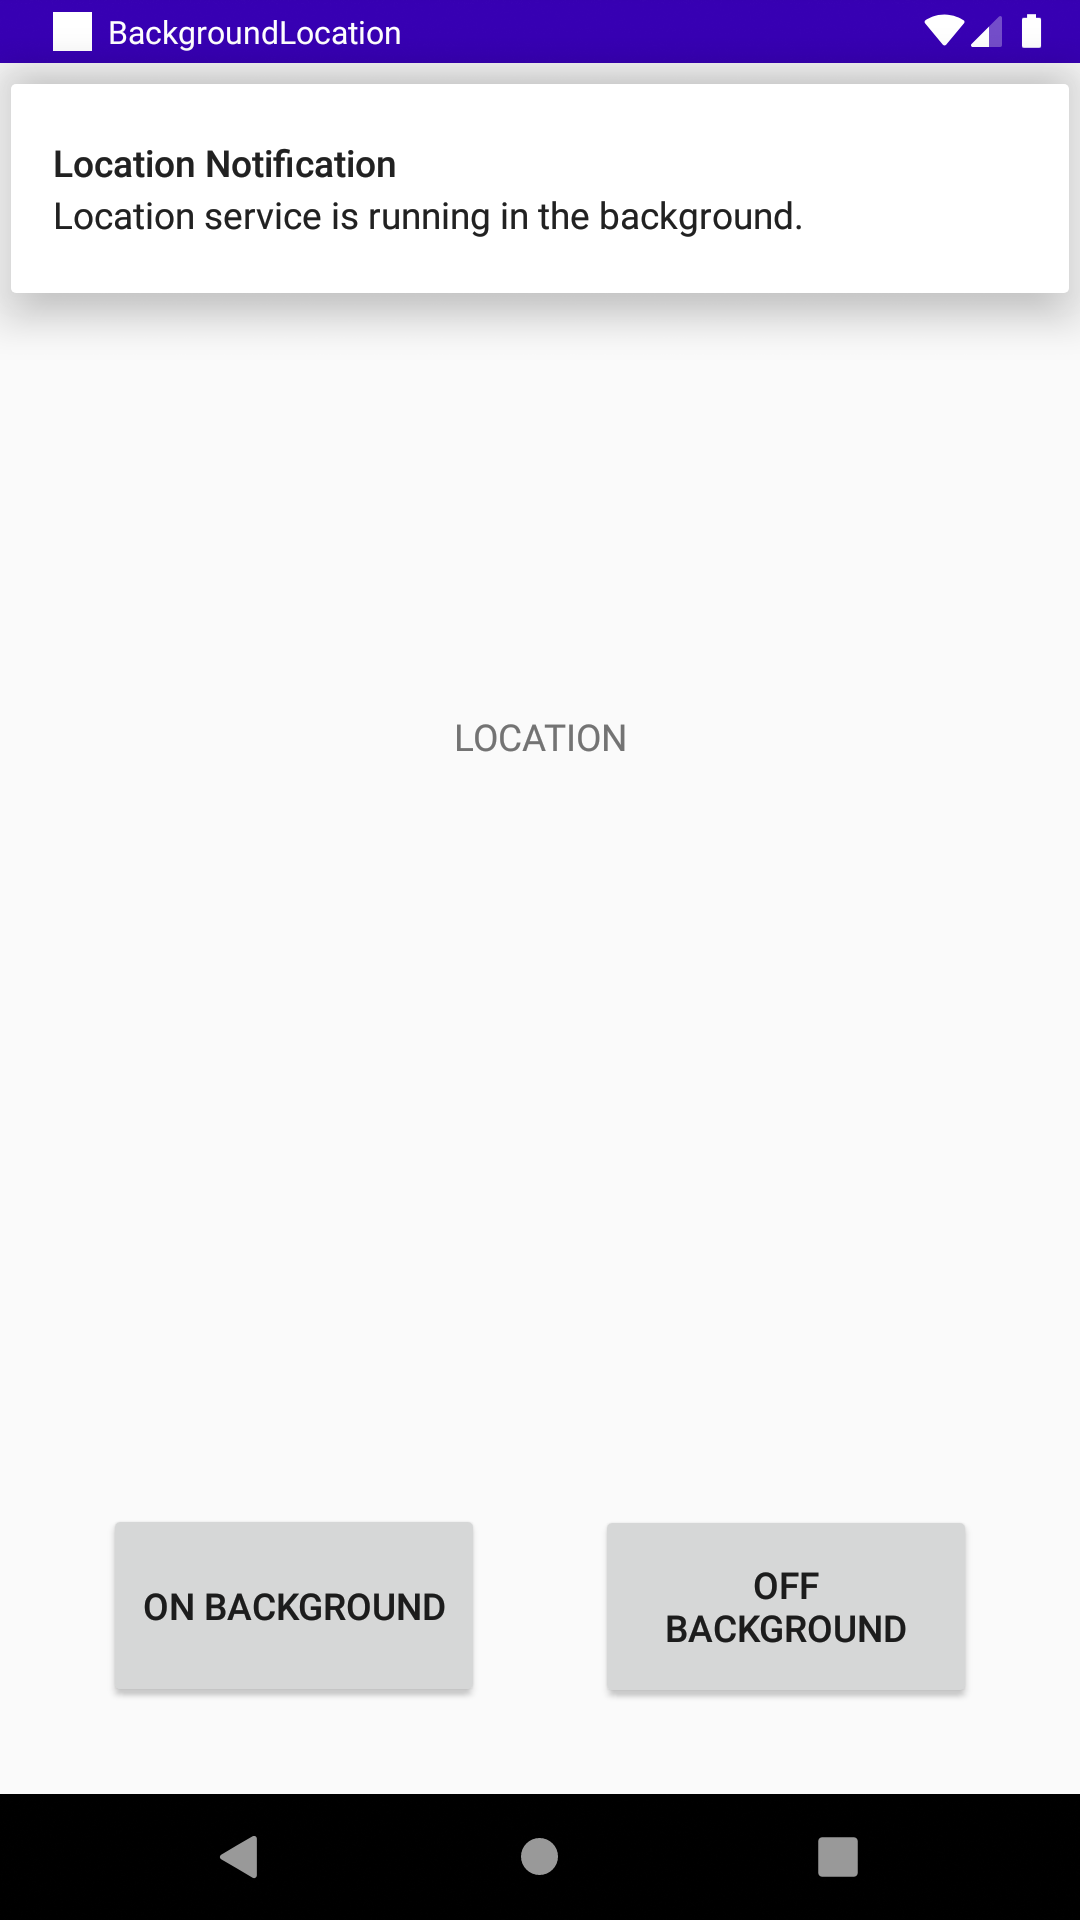 BackgroundLocation
Location Notification
Location service is running in the background.
LOCATION
ON BACKGROUND
OFF
BACKGROUND